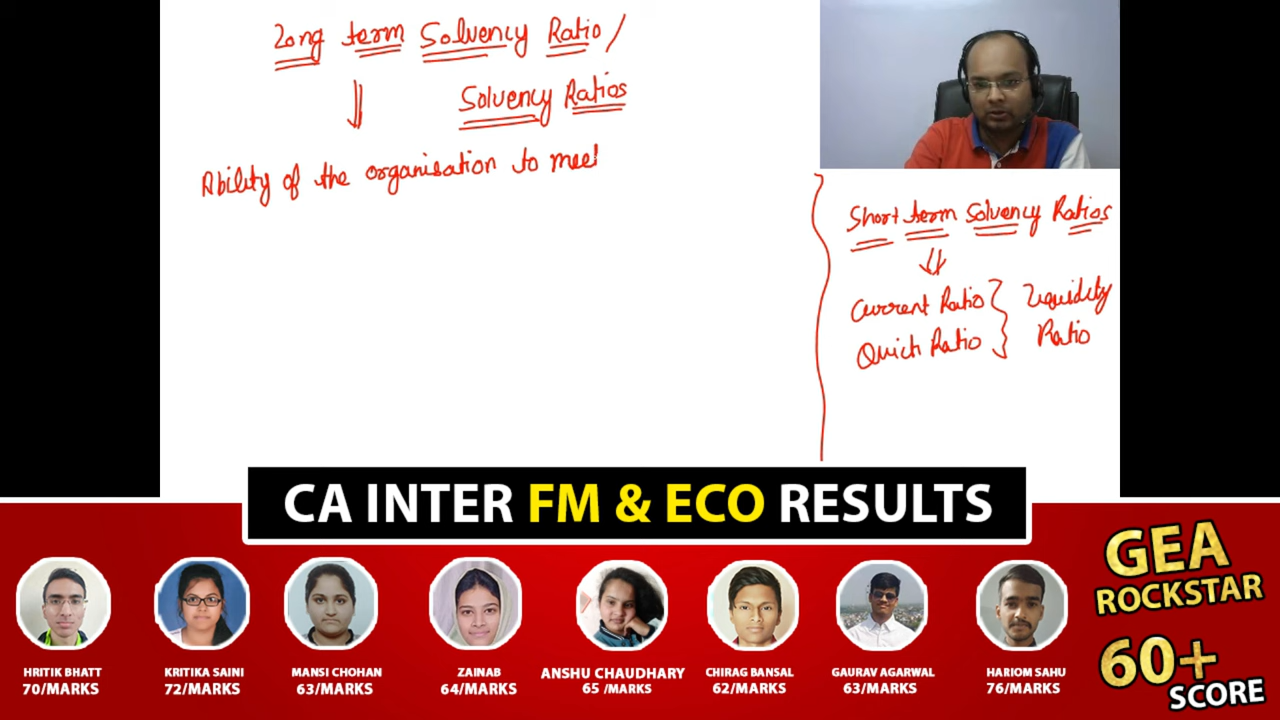 Long term Solvency Ratio/
Solvency Ratios
Ability of the organisation to meet
Short term Solvency Ratios
Current Ratio
Quick Ratio
Liquidity
Ratio
CA INTER FM & ECO RESULTS
GEA
ROCKSTAR
60+
SCORE
HRITIK BHATT
70/MARKS
KRITIKA SAINI
72/MARKS
MANSI CHOHAN
63/MARKS
ZAINAB
64/MARKS
ANSHU CHAUDHARY
65 /MARKS
CHIRAG BANSAL
62/MARKS
GAURAV AGARWAL
63/MARKS
HARIOM SAHU
76/MARKS